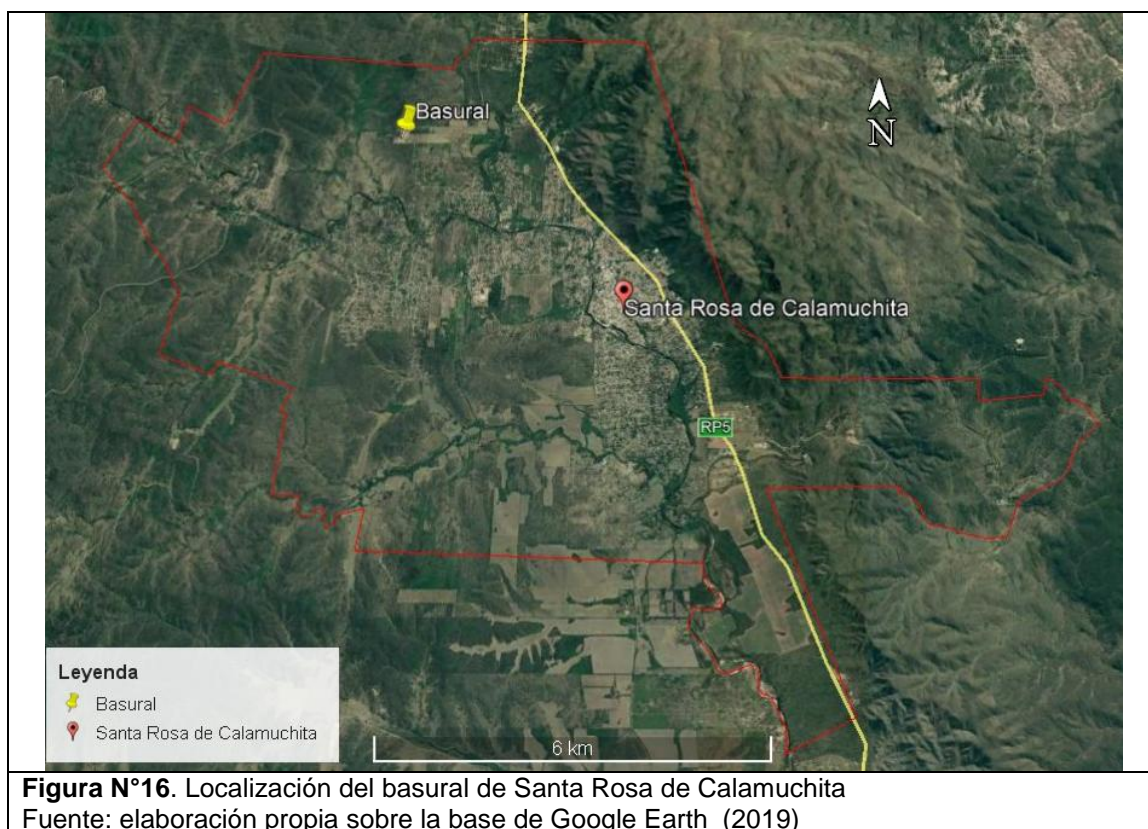 Basural
N
Santa Rosa de Calamuchita
RP5
Leyenda
Basural
Santa Rosa de Calamuchita
6 km
Figura N°16. Localización del basural de Santa Rosa de Calamuchita
Fuente: elaboración propia sobre la base de Google Earth (2019)